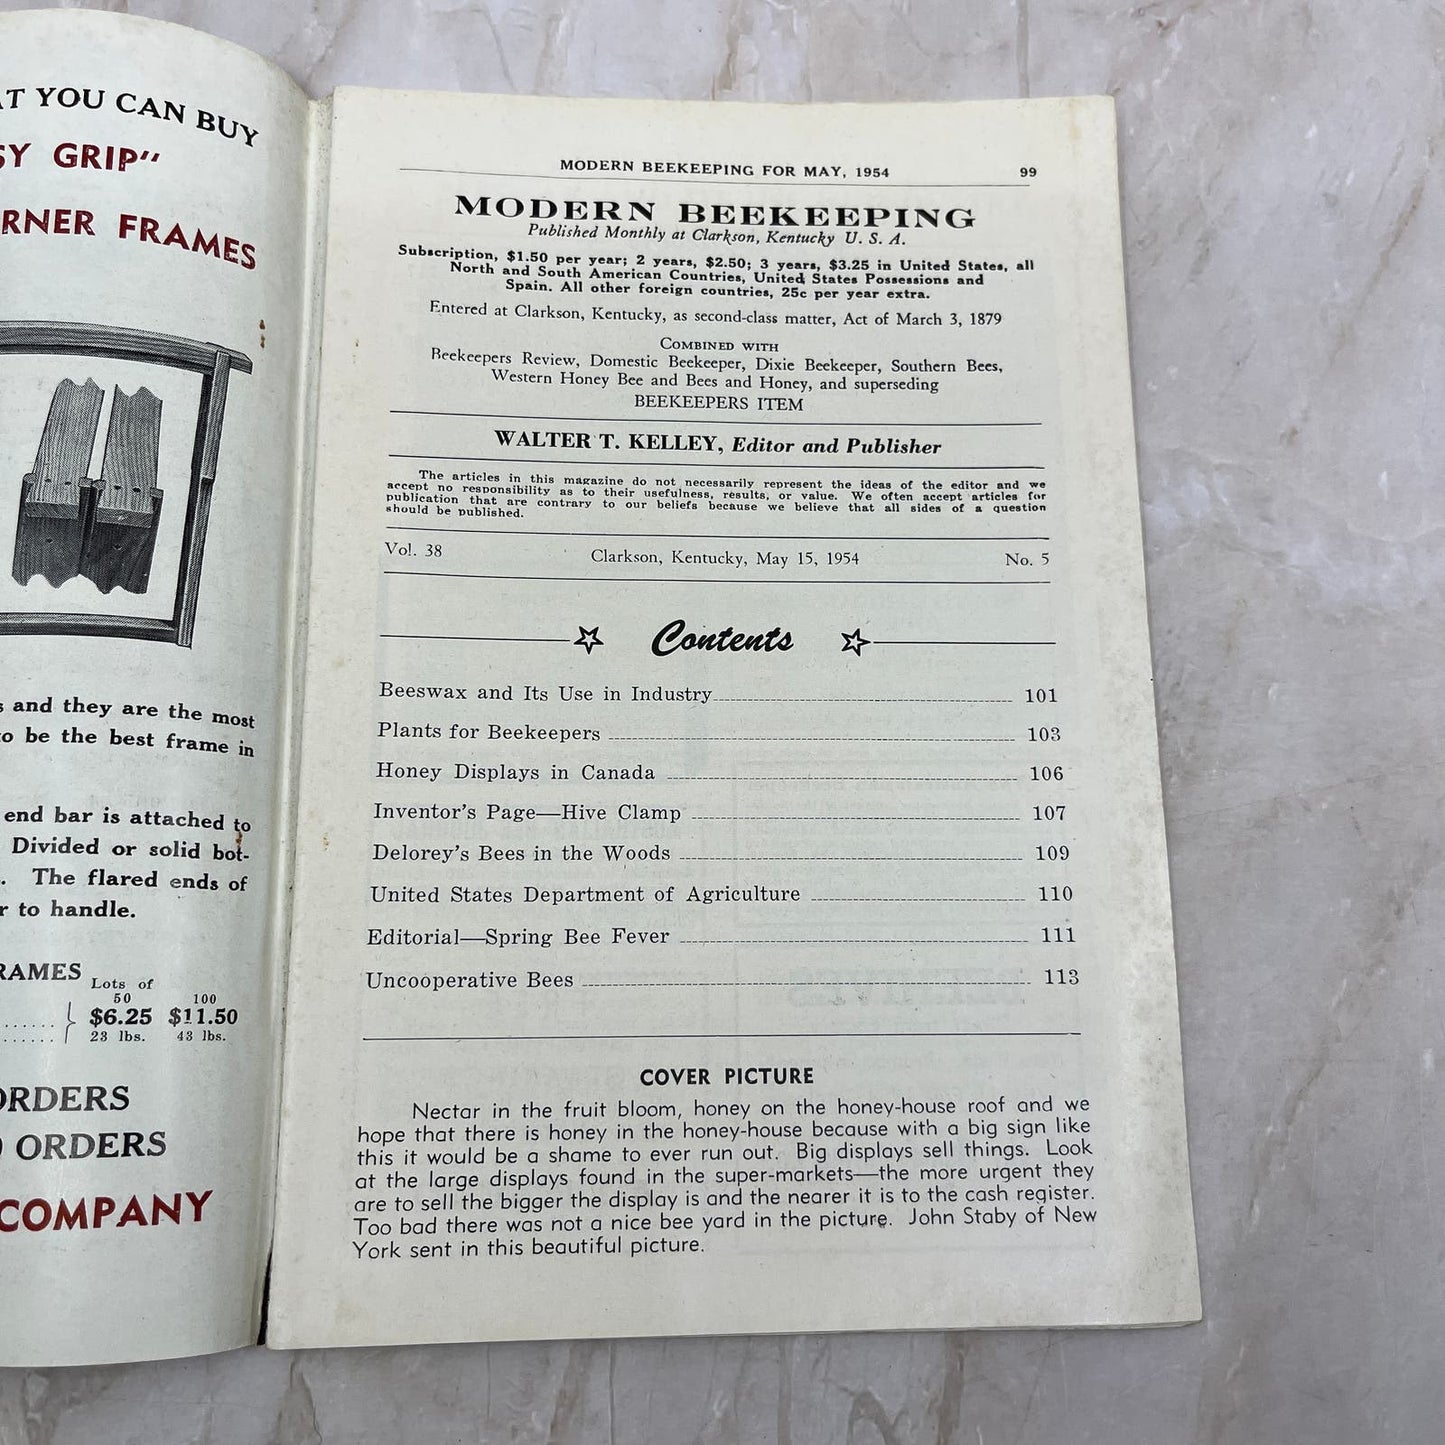 AT YOU CAN BUY
SY GRIP"
RNER FRAMES
s and they are the most
to be the best frame in
end bar is attached to
Divided or solid bot-
. The flared ends of
r to handle.
RAMES
Lots of
50 100
$6.25 $11.50
23 lbs. 43 lbs.
ORDERS
ORDERS
COMPANY
MODERN BEEKEEPING FOR MAY, 1954 99
MODERN BEEKEEPING
Published Monthly at Clarkson, Kentucky U. S. A.
Subscription, $1.50 per year; 2 years, $2.50; 3 years, $3.25 in United States, all
North and South American Countries, United States Possessions and
Spain. All other foreign countries, 25c per year extra.
Entered at Clarkson, Kentucky, as second-class matter, Act of March 3, 1879
COMBINED WITH
Beekeepers Review, Domestic Beekeeper, Dixie Beekeeper, Southern Bees,
Western Honey Bee and Bees and Honey, and superseding
BEEKEEPERS ITEM
WALTER T. KELLEY, Editor and Publisher
The articles in this magazine do not necessarily represent the ideas of the editor and we
accept no responsibility as to their usefulness, results, or value. We often accept articles for
publication that are contrary to our beliefs because we believe that all sides of a question
should be published.
Vol. 38 Clarkson, Kentucky, May 15, 1954 No. 5
Contents
Beeswax and Its Use in Industry 101
Plants for Beekeepers 103
Honey Displays in Canada 106
Inventor's Page—Hive Clamp 107
Delorey's Bees in the Woods 109
United States Department of Agriculture 110
Editorial—Spring Bee Fever 111
Uncooperative Bees 113
COVER PICTURE
Nectar in the fruit bloom, honey on the honey-house roof and we
hope that there is honey in the honey-house because with a big sign like
this it would be a shame to ever run out. Big displays sell things. Look
at the large displays found in the super-markets—the more urgent they
are to sell the bigger the display is and the nearer it is to the cash register.
Too bad there was not a nice bee yard in the picture. John Staby of New
York sent in this beautiful picture.